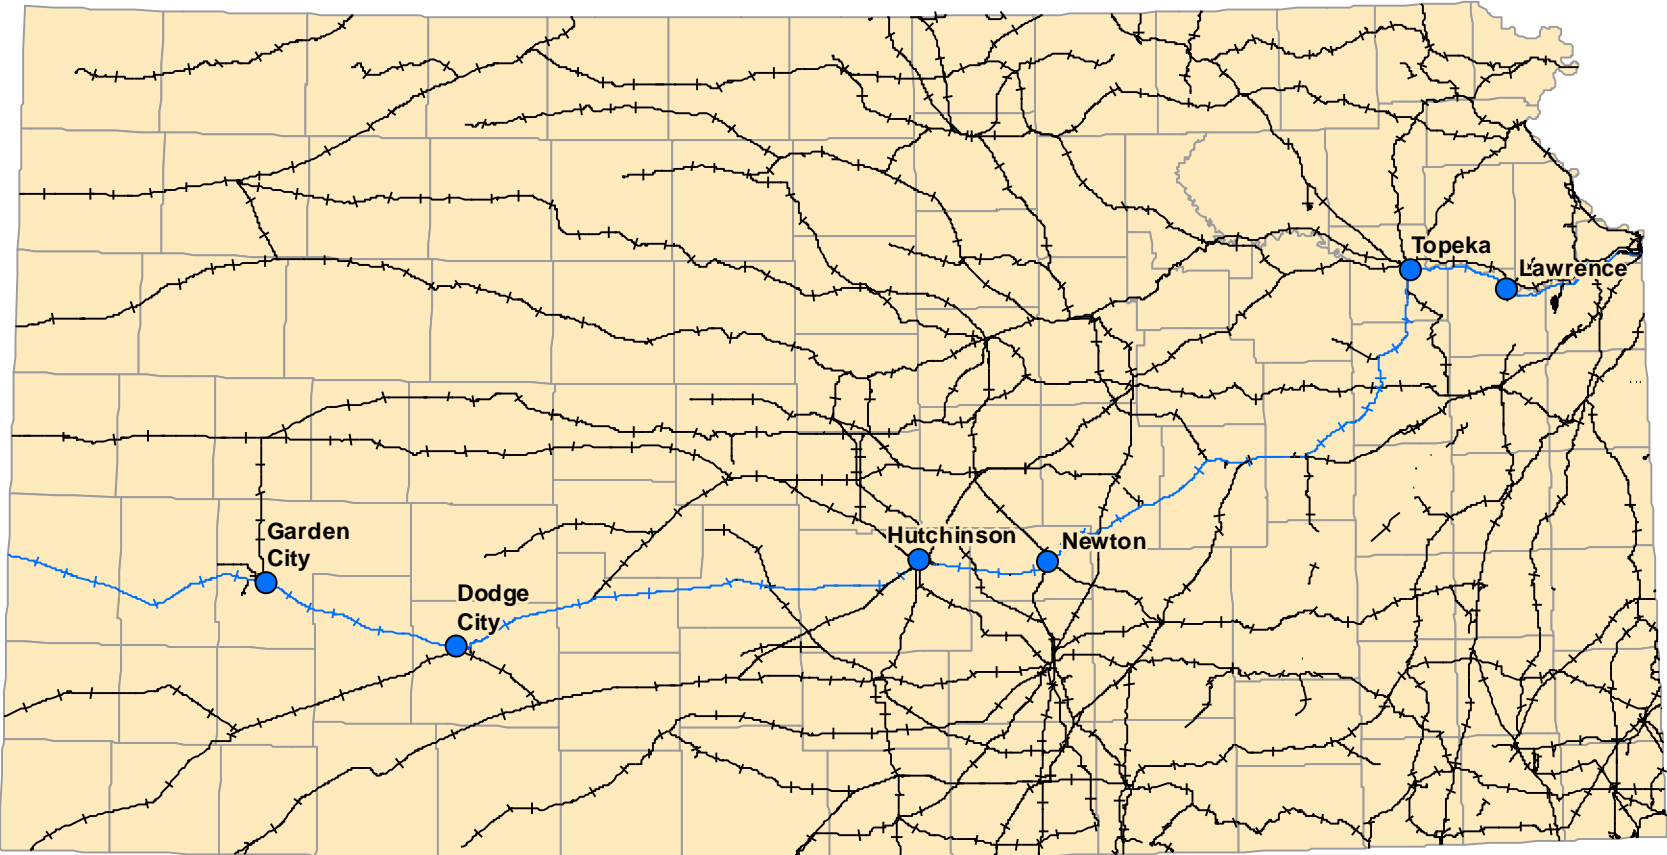 Topeka
Lawrence
Garden
City
Hutchinson
Newton
Dodge
City